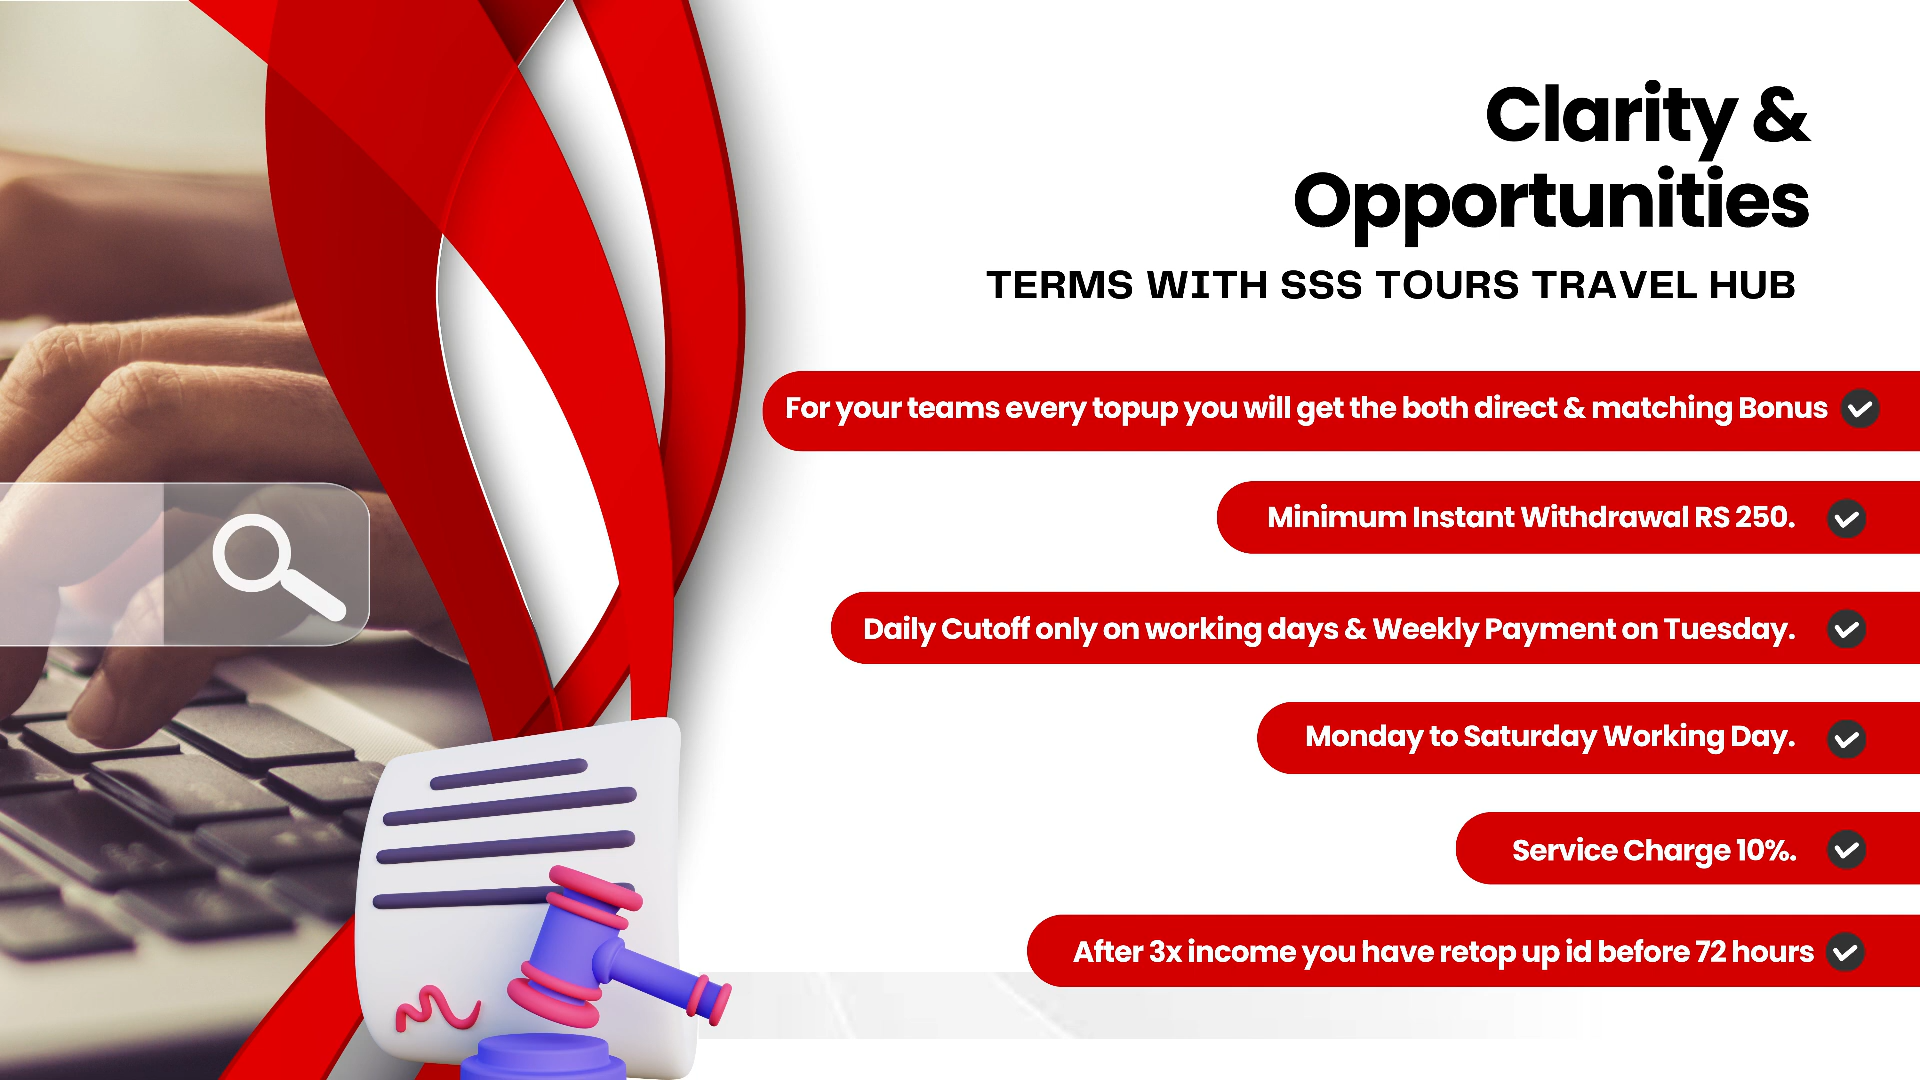 Clarity &
Opportunities
TERMS WITH SSS TOURS TRAVEL HUB
For your teams every topup you will get the both direct & matching Bonus
Minimum Instant Withdrawal RS 250.
Daily Cutoff only on working days & Weekly Payment on Tuesday.
Monday to Saturday Working Day.
Service Charge 10%.
After 3x income you have retop up id before 72 hours